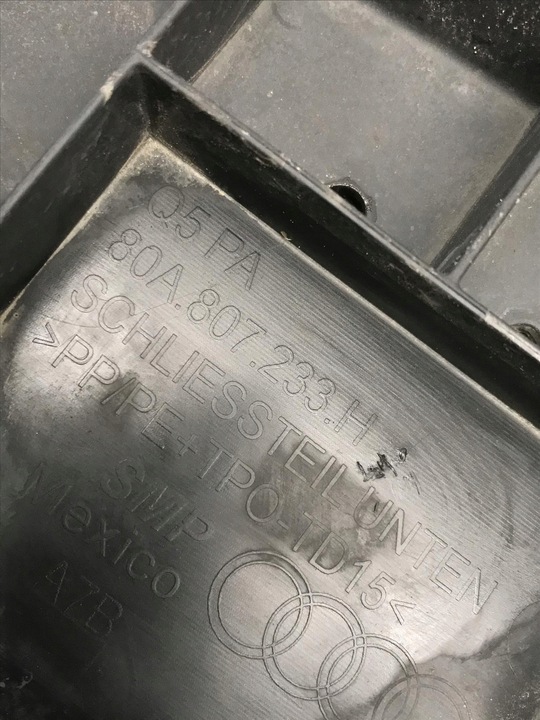 Q5 PA
80A.807.233.H
SCHLIESSTEIL UNTEN
>PP/PE+TPO-TD15<
SMP
Mexico
AZB